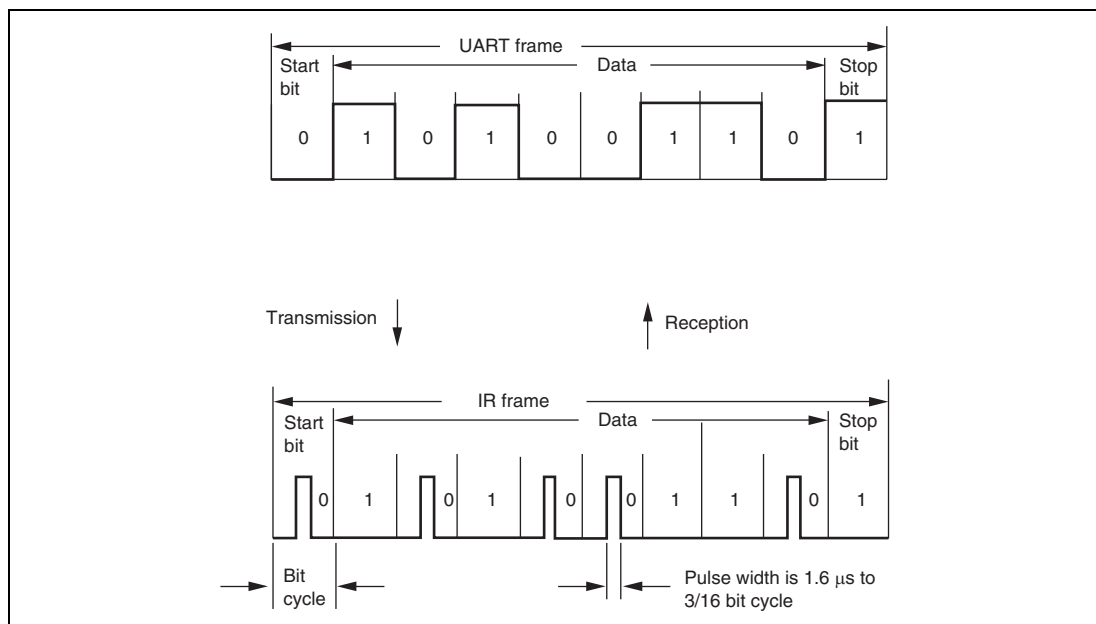 UART frame
Start bit
Data
Stop bit
0 1 0 1 0 0 1 1 0 1
Transmission
Reception
IR frame
Start bit
Data
Stop bit
0 1 0 1 0 0 1 1 0 1
Bit cycle
Pulse width is 1.6 μs to
3/16 bit cycle